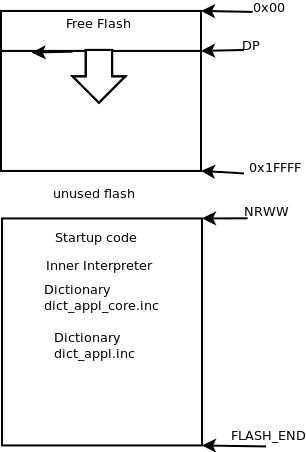 0x00
Free Flash
DP
0x1FFFF
unused flash
NRWW
Startup code
Inner Interpreter
Dictionary
dict_appl_core.inc
Dictionary
dict_appl.inc
FLASH_END